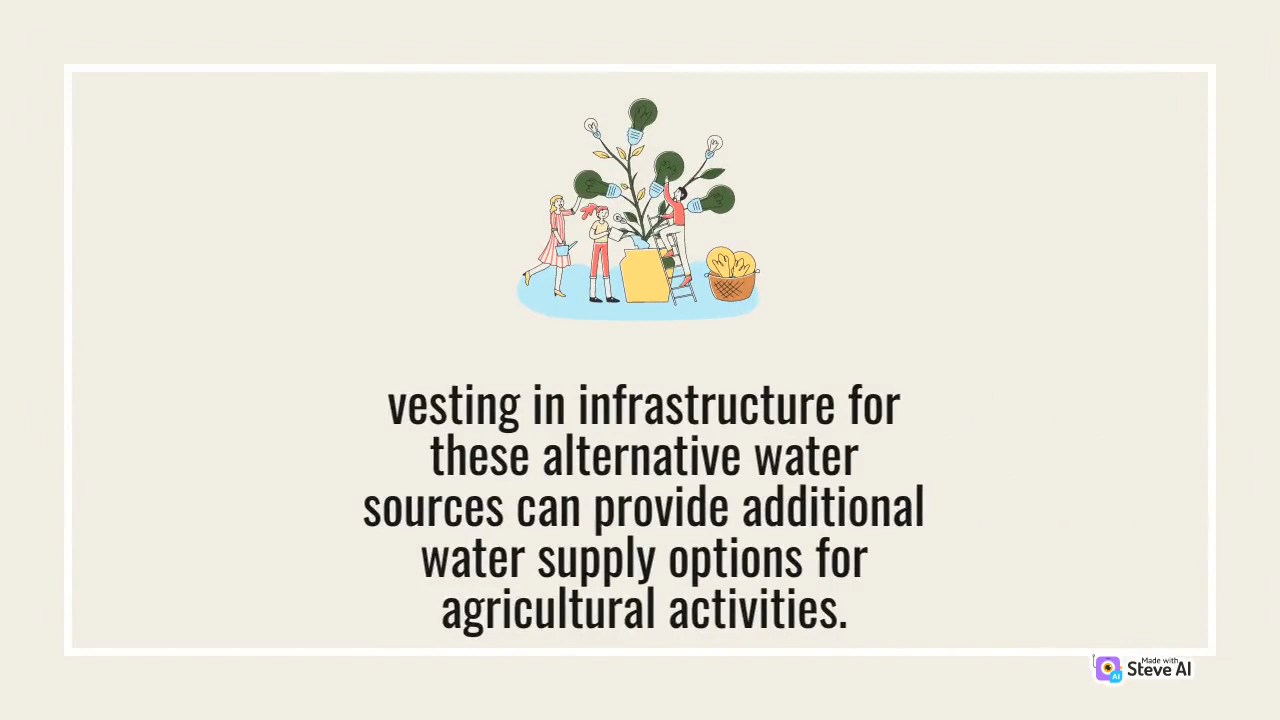 vesting in infrastructure for
these alternative water
sources can provide additional
water supply options for
agricultural activities.
Made with
Steve AI
AI